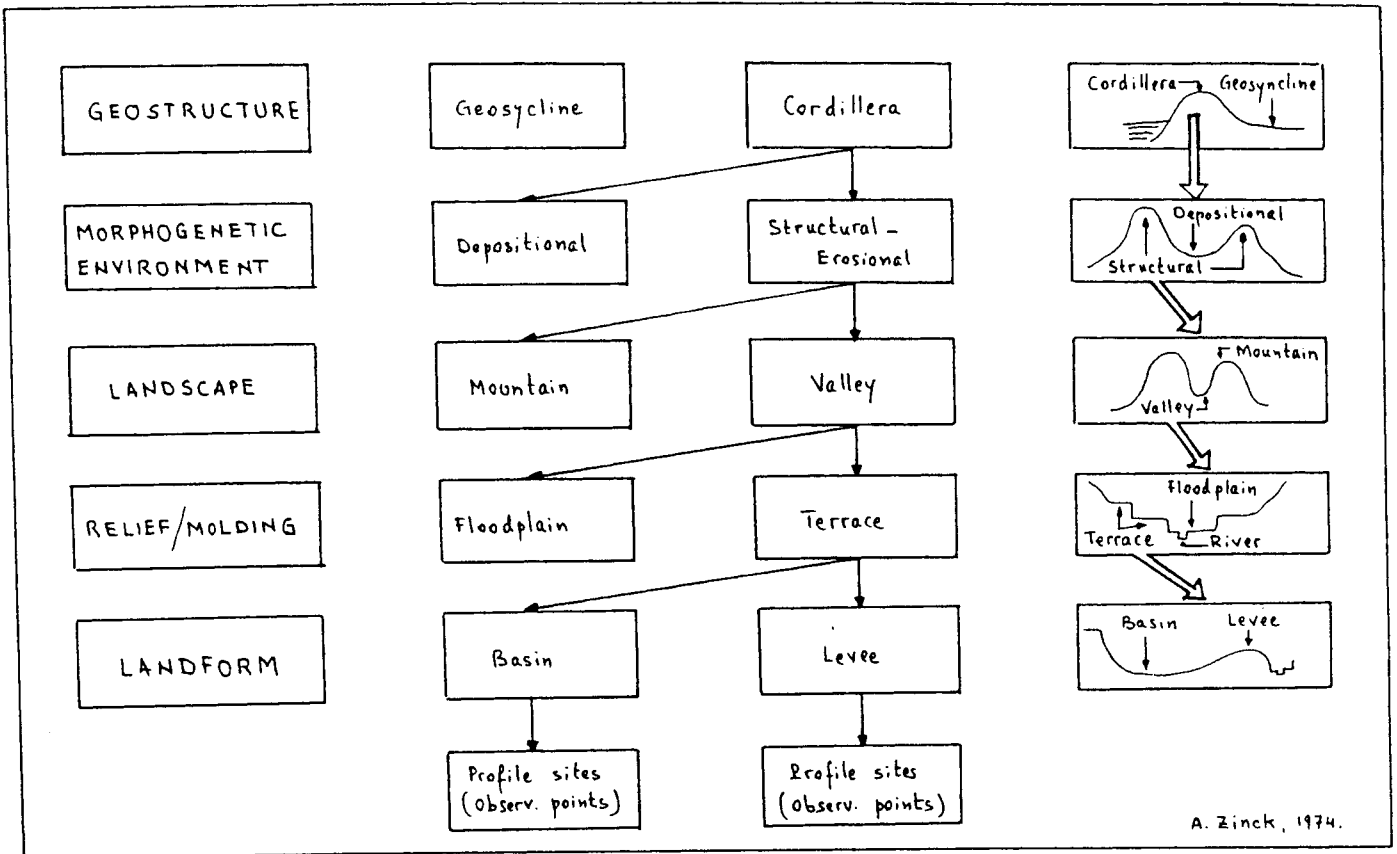 GEOSTRUCTURE
Geosycline
Cordillera
Cordillera
Geosyncline
MORPHOGENETIC
ENVIRONMENT
Depositional
Structural -
Erosional
Depositional
Structural
LANDSCAPE
Mountain
Valley
Mountain
Valley
RELIEF/MOLDING
Floodplain
Terrace
Floodplain
Terrace
River
LANDFORM
Basin
Levee
Basin
Levee
Profile sites
(Observ. points)
Profile sites
(Observ. points)
A. Zinck, 1974.